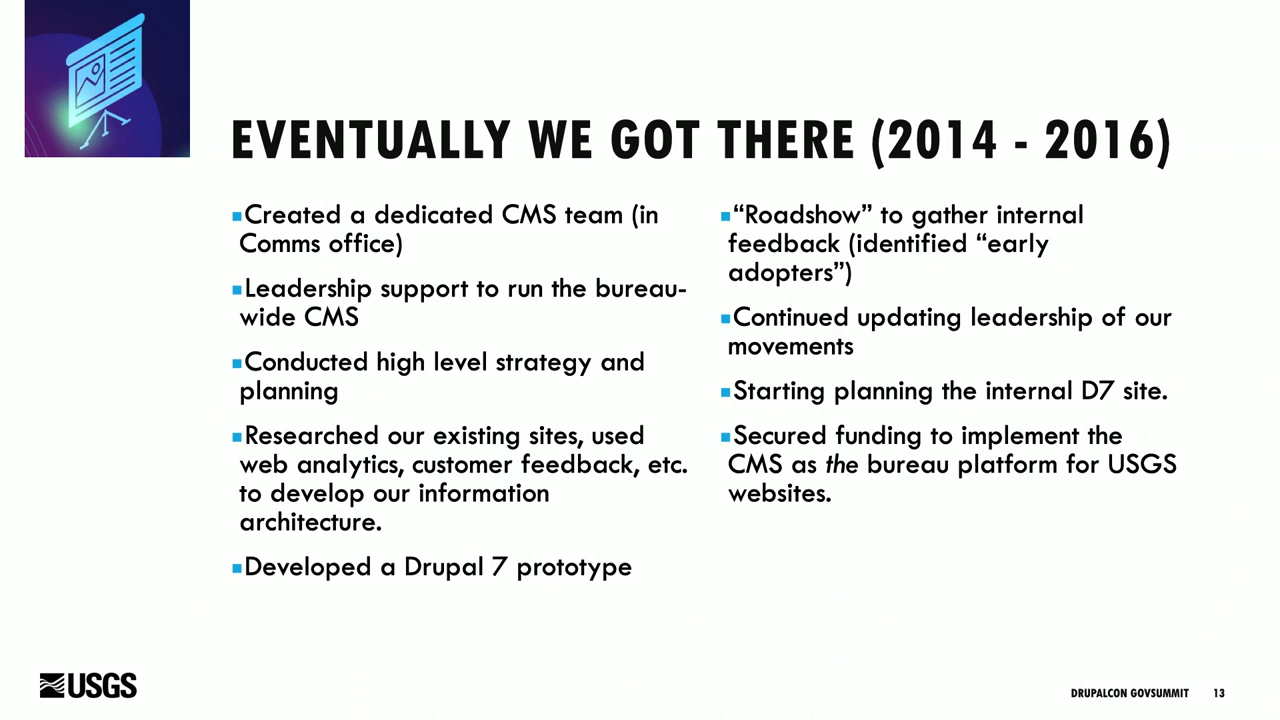 EVENTUALLY WE GOT THERE (2014 - 2016)
Created a dedicated CMS team (in
Comms office)
Leadership support to run the bureau-
wide CMS
Conducted high level strategy and
planning
Researched our existing sites, used
web analytics, customer feedback, etc.
to develop our information
architecture.
Developed a Drupal 7 prototype
“Roadshow” to gather internal
feedback (identified “early
adopters”)
Continued updating leadership of our
movements
Starting planning the internal D7 site.
Secured funding to implement the
CMS as the bureau platform for USGS
websites.
USGS
DRUPALCON GOVSUMMIT 13